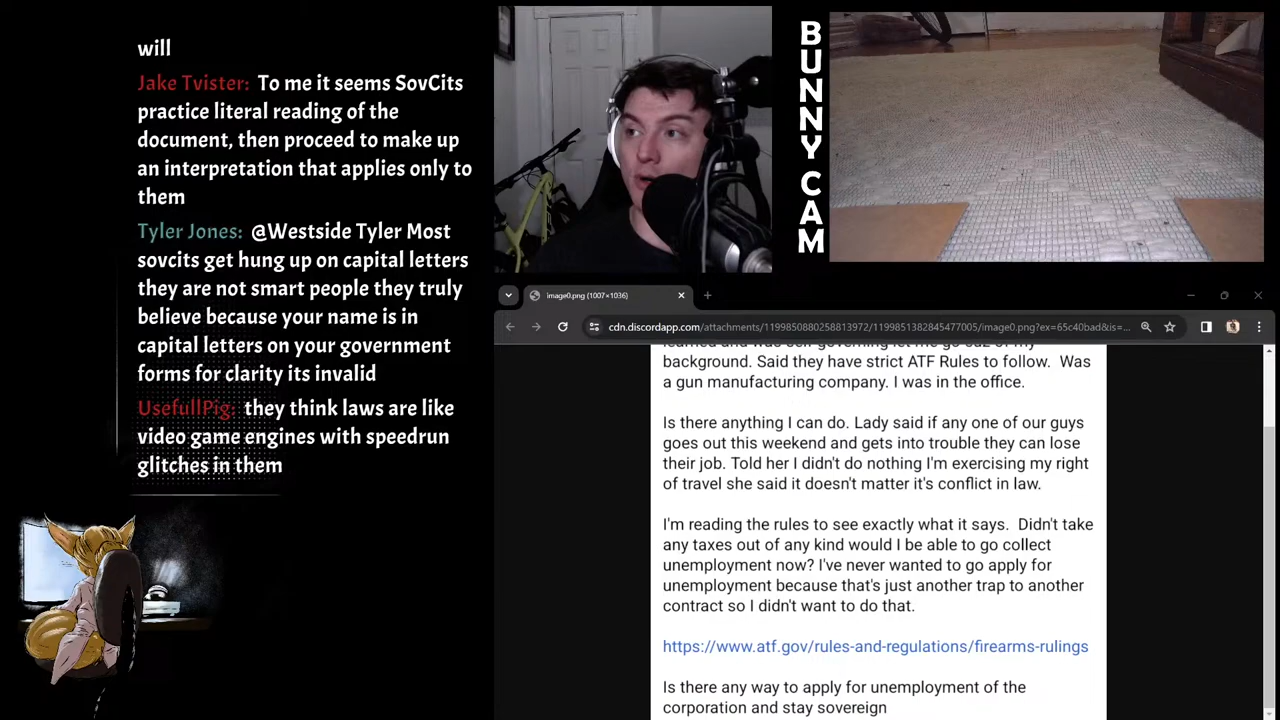 will
Jake Tvister: To me it seems SovCits
practice literal reading of the
document, then proceed to make up
an interpretation that applies only to
them
Tyler Jones: @Westside Tyler Most
sovcits get hung up on capital letters
they are not smart people they truly
believe because your name is in
capital letters on your government
forms for clarity its invalid
UsefullPig: they think laws are like
video game engines with speedrun
glitches in them
BUNNY CAM
image0.png (1007×1036)
cdn.discordapp.com/attachments/1199850880258813972/1199851382845477005/image0.png?ex=65c40bad&is=...
background. Said they have strict ATF Rules to follow. Was
a gun manufacturing company. I was in the office.
Is there anything I can do. Lady said if any one of our guys
goes out this weekend and gets into trouble they can lose
their job. Told her I didn't do nothing I'm exercising my right
of travel she said it doesn't matter it's conflict in law.
I'm reading the rules to see exactly what it says. Didn't take
any taxes out of any kind would I be able to go collect
unemployment now? I've never wanted to go apply for
unemployment because that's just another trap to another
contract so I didn't want to do that.
https://www.atf.gov/rules-and-regulations/firearms-rulings
Is there any way to apply for unemployment of the
corporation and stay sovereign